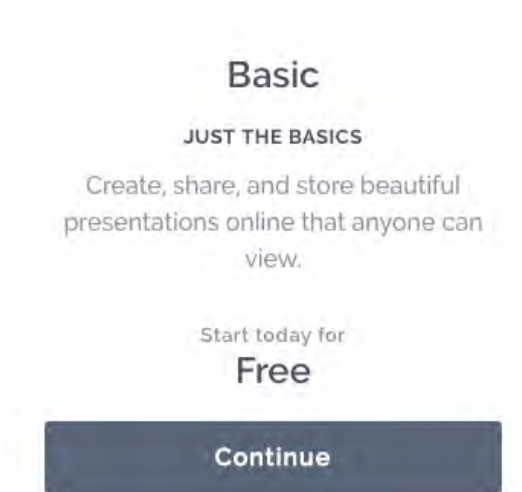 Basic
JUST THE BASICS
Create, share, and store beautiful
presentations online that anyone can
view.
Start today for
Free
Continue